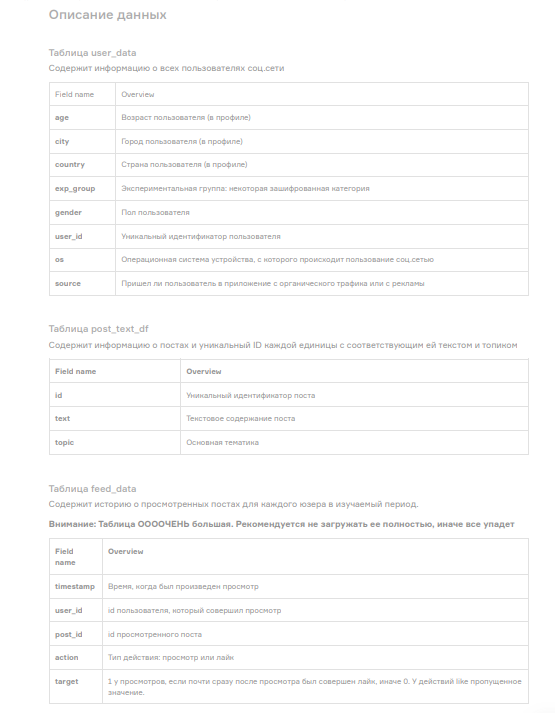 Описание данных
Таблица user_data
Содержит информацию о всех пользователях соц.сети
Field name Overview
age Возраст пользователя (в профиле)
city Город пользователя (в профиле)
country Страна пользователя (в профиле)
exp_group Экспериментальная группа: некоторая зашифрованная категория
gender Пол пользователя
user_id Уникальный идентификатор пользователя
os Операционная система устройства, с которого происходит пользование соц.сетью
source Пришел ли пользователь в приложение с органического трафика или с рекламы
Таблица post_text_df
Содержит информацию о постах и уникальный ID каждой единицы с соответствующим ей текстом и топиком
Field name Overview
id Уникальный идентификатор поста
text Текстовое содержание поста
topic Основная тематика
Таблица feed_data
Содержит историю о просмотренных постах для каждого юзера в изучаемый период.
Внимание: Таблица ООООЧЕНЬ большая. Рекомендуется не загружать ее полностью, иначе все упадет
Field Overview
name
timestamp Время, когда был произведен просмотр
user_id id пользователя, который совершил просмотр
post_id id просмотренного поста
action Тип действия: просмотр или лайк
target 1 у просмотров, если почти сразу после просмотра был совершен лайк, иначе 0. У действий like пропущенное
значение.